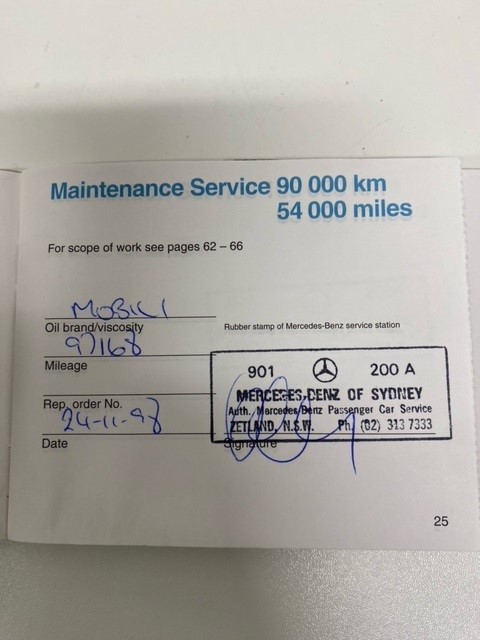 Maintenance Service 90 000 km
54 000 miles
For scope of work see pages 62 – 66
MOBIL 1
Oil brand/viscosity
Rubber stamp of Mercedes-Benz service station
97168
Mileage
901 200 A
MERCEDES-BENZ OF SYDNEY
Auth. Mercedes-Benz Passenger Car Service
ZETLAND, N.S.W. Ph. (02) 313 7333
Rep. order No.
24-11-98
Date
Signature
25